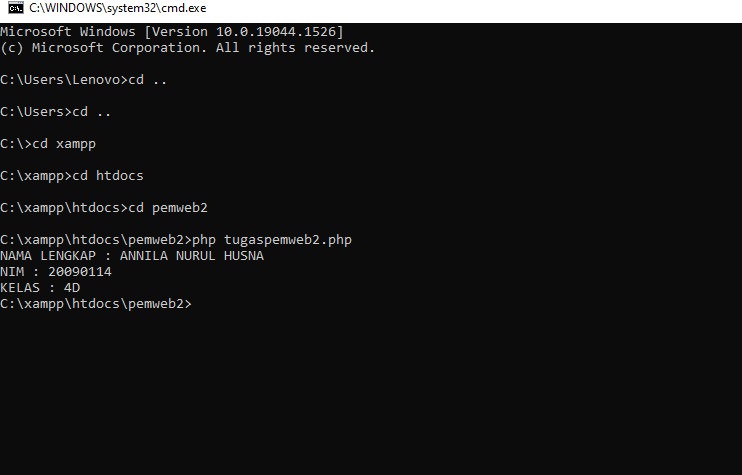 C:\WINDOWS\system32\cmd.exe
Microsoft Windows [Version 10.0.19044.1526]
(c) Microsoft Corporation. All rights reserved.
C:\Users\Lenovo>cd ..
C:\Users>cd ..
C:\>cd xampp
C:\xampp>cd htdocs
C:\xampp\htdocs>cd pemweb2
C:\xampp\htdocs\pemweb2>php tugaspemweb2.php
NAMA LENGKAP : ANNILA NURUL HUSNA
NIM : 20090114
KELAS : 4D
C:\xampp\htdocs\pemweb2>